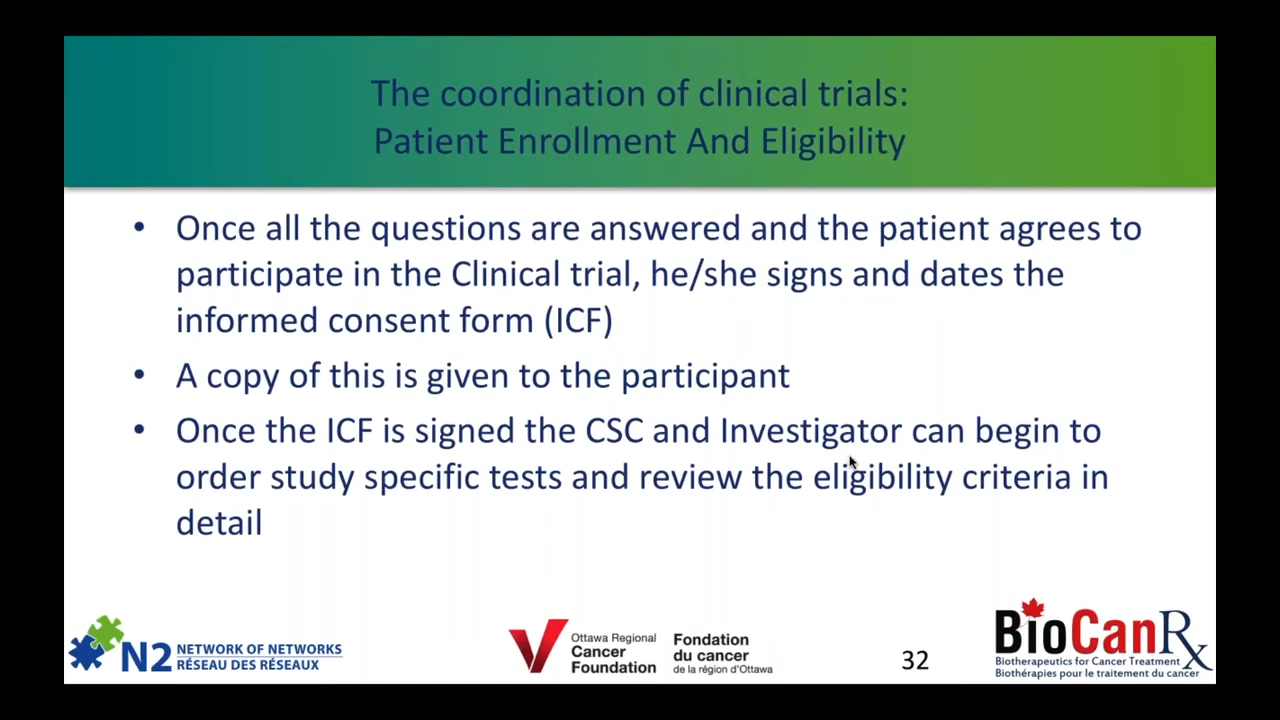 The coordination of clinical trials:
Patient Enrollment And Eligibility
• Once all the questions are answered and the patient agrees to
participate in the Clinical trial, he/she signs and dates the
informed consent form (ICF)
• A copy of this is given to the participant
• Once the ICF is signed the CSC and Investigator can begin to
order study specific tests and review the eligibility criteria in
detail
N2 NETWORK OF NETWORKS
RÉSEAU DES RÉSEAUX
Ottawa Regional
Cancer
Foundation
Fondation
du cancer
de la région d'Ottawa
32
BioCanRx
Biotherapeutics for Cancer Treatment
Biothérapies pour le traitement du cancer